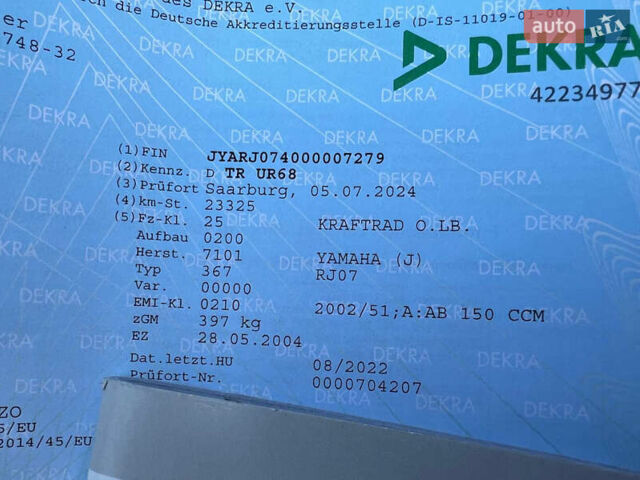 des DEKRA e.V.
ch die Deutsche Akkreditierungsstelle (D-IS-11019-01-00)
er
748-32
auto RIA
DEKRA
42234977
(1) FIN JYARJ074000007279
(2) Kennz. D TR UR68
(3) Prüfort Saarburg, 05.07.2024
(4) km-St. 23325
(5) Fz-Kl. 25 KRAFTRAD O.LB.
Aufbau 0200
Herst. 7101 YAMAHA (J)
Typ 367 RJ07
Var. 00000
EMI-Kl. 0210 2002/51;A:AB 150 CCM
zGM 397 kg
EZ 28.05.2004
Dat.letzt.HU 08/2022
Prüfort-Nr. 0000704207
ZO
5/EU
2014/45/EU